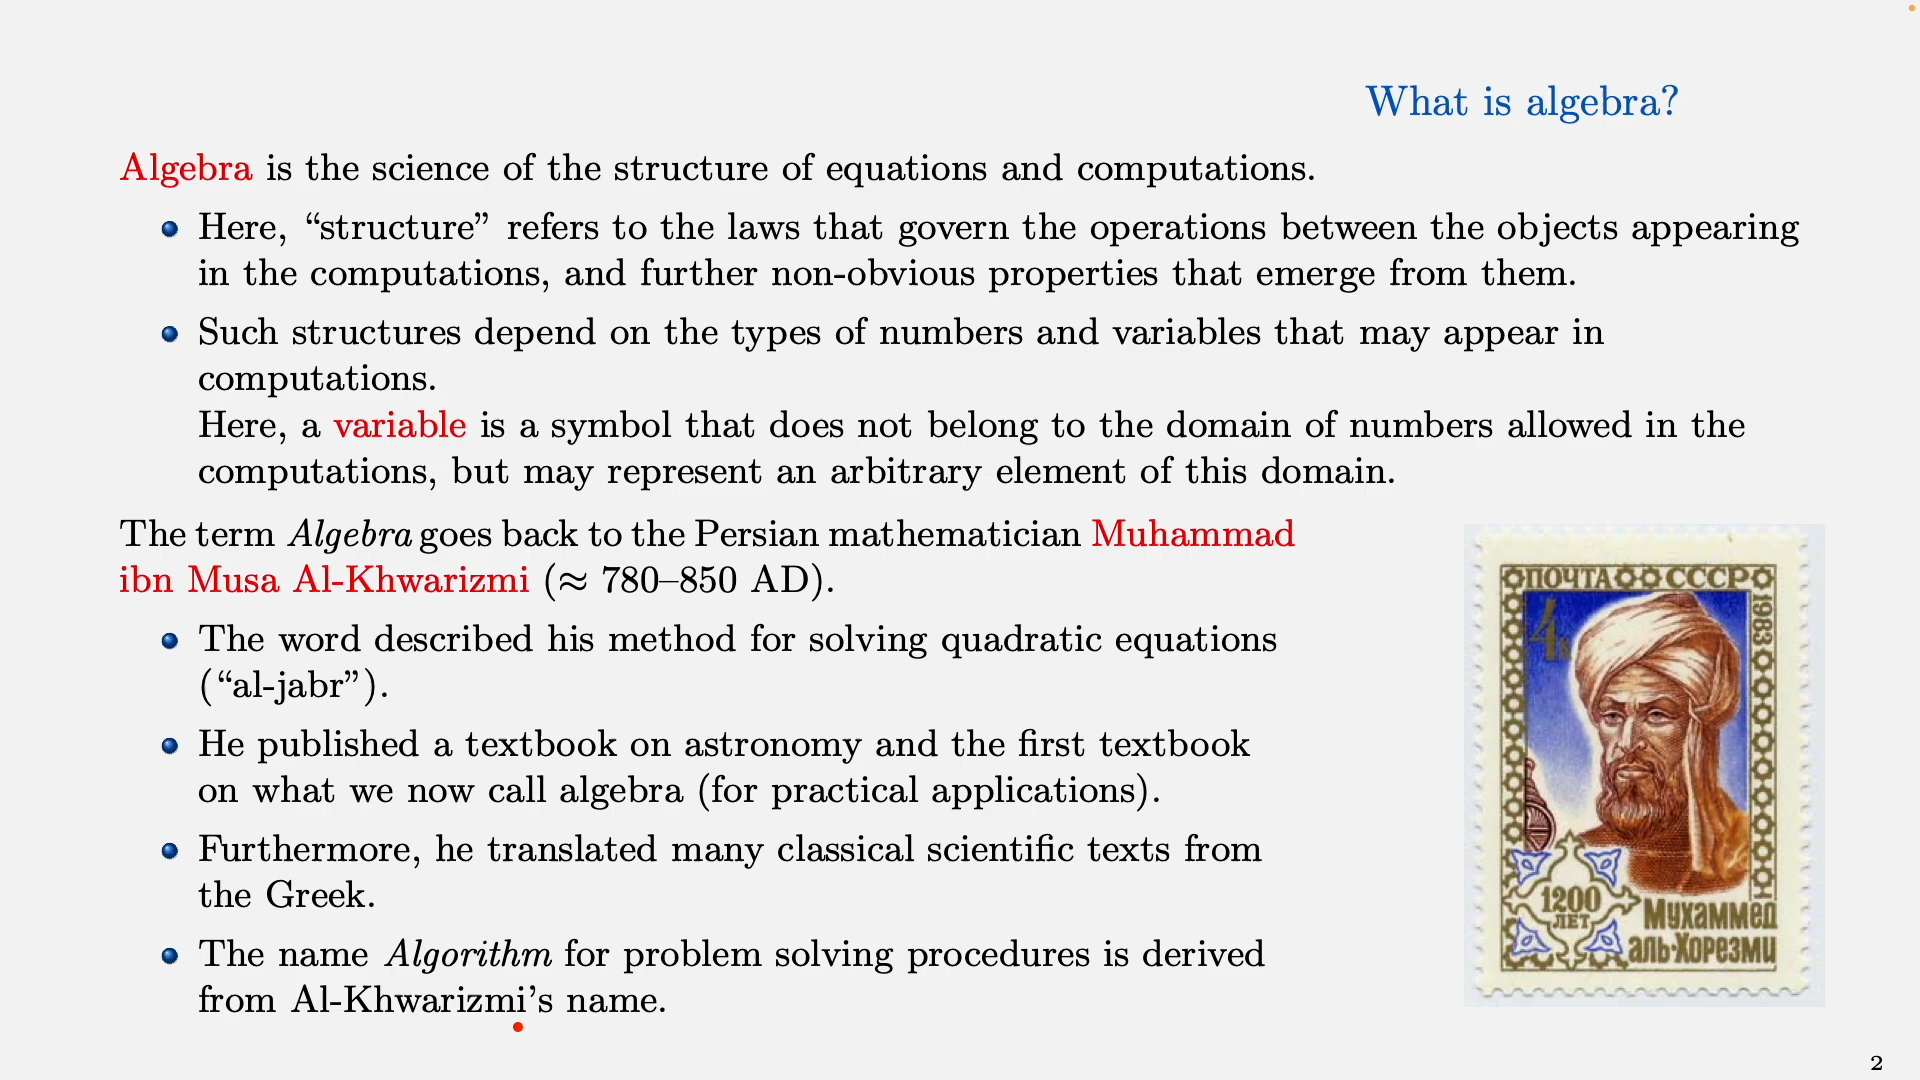 What is algebra?
Algebra is the science of the structure of equations and computations.
Here, “structure” refers to the laws that govern the operations between the objects appearing
in the computations, and further non-obvious properties that emerge from them.
Such structures depend on the types of numbers and variables that may appear in
computations.
Here, a variable is a symbol that does not belong to the domain of numbers allowed in the
computations, but may represent an arbitrary element of this domain.
The term Algebra goes back to the Persian mathematician Muhammad
ibn Musa Al-Khwarizmi (≈ 780–850 AD).
The word described his method for solving quadratic equations
(“al-jabr”).
He published a textbook on astronomy and the first textbook
on what we now call algebra (for practical applications).
Furthermore, he translated many classical scientific texts from
the Greek.
The name Algorithm for problem solving procedures is derived
from Al-Khwarizmi’s name.
ПОЧТА СССР
1983
4к
1200
ЛЕТ
Мухаммед
аль-Хорезми
2